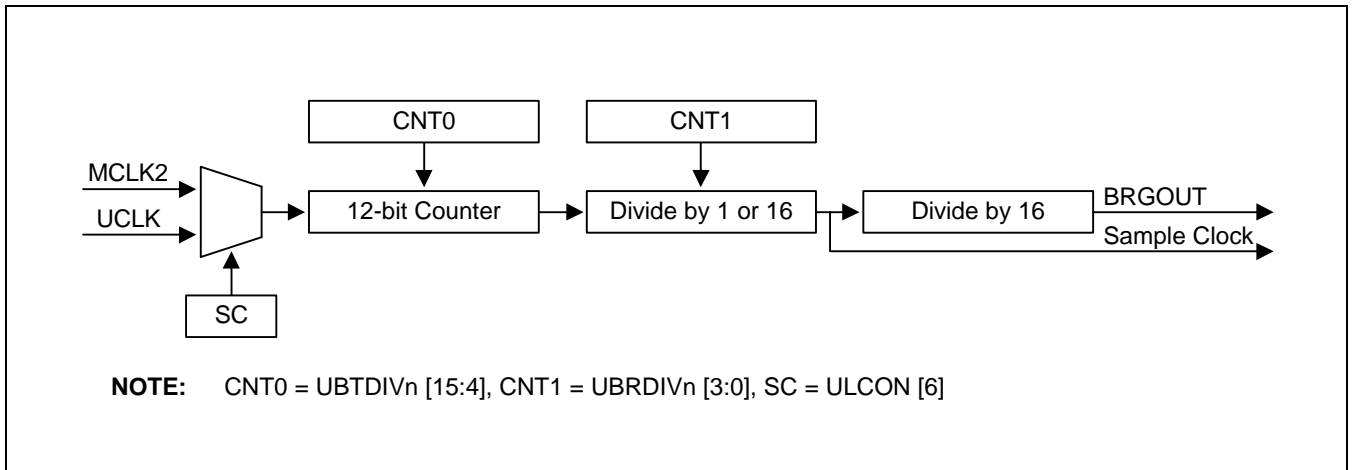 CNT0
CNT1
MCLK2
UCLK
12-bit Counter
Divide by 1 or 16
Divide by 16
BRGOUT
Sample Clock
SC
NOTE: CNT0 = UBTDIVn [15:4], CNT1 = UBRDIVn [3:0], SC = ULCON [6]